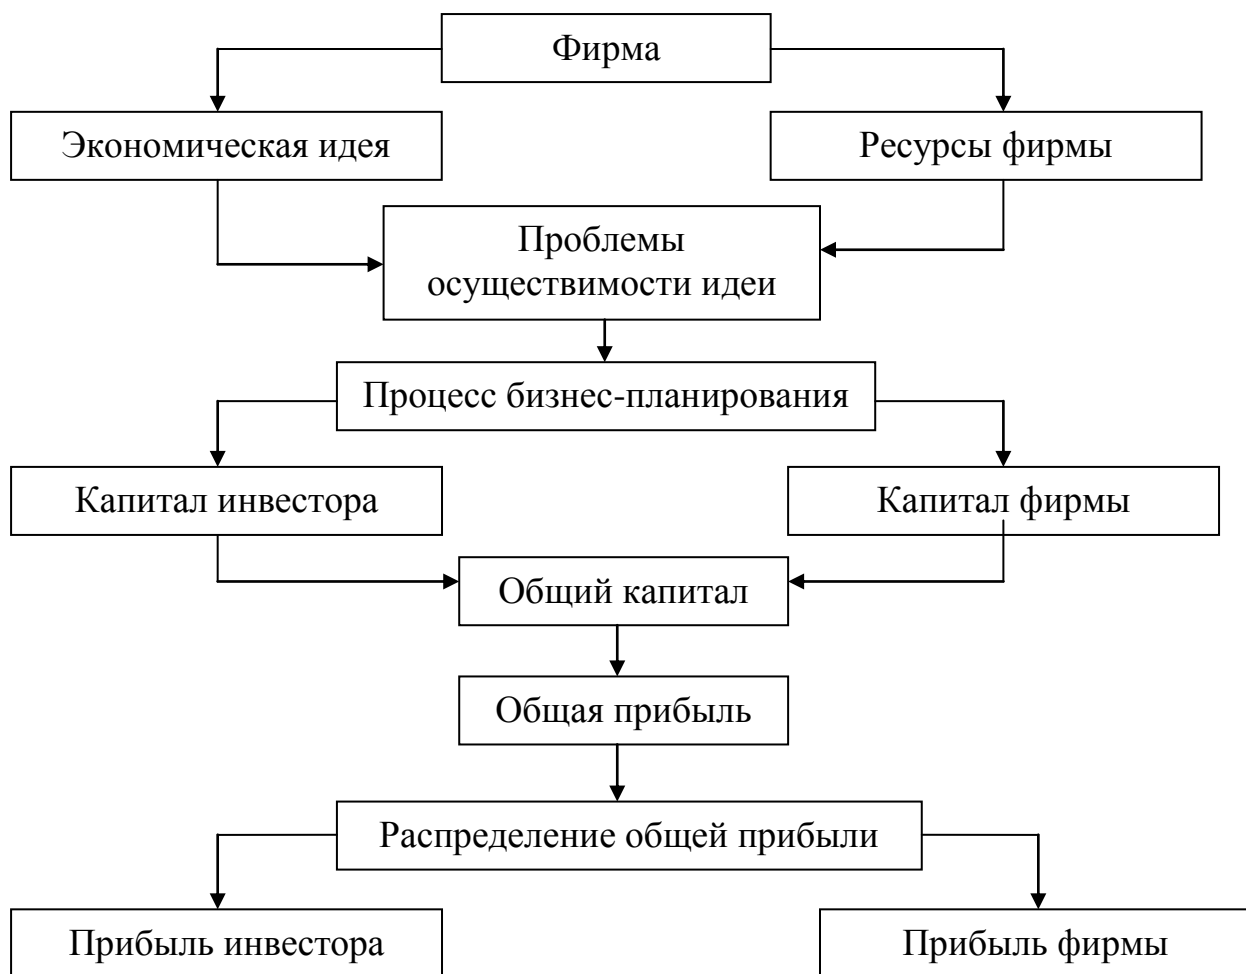 Фирма
Экономическая идея
Ресурсы фирмы
Проблемы
осуществимости идеи
Процесс бизнес-планирования
Капитал инвестора
Капитал фирмы
Общий капитал
Общая прибыль
Распределение общей прибыли
Прибыль инвестора
Прибыль фирмы